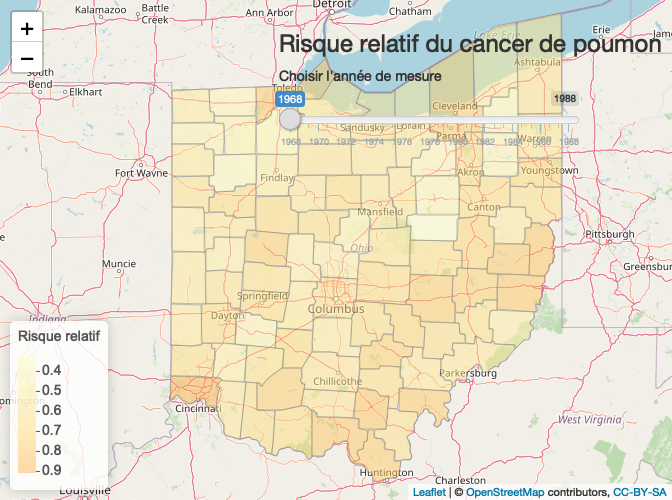 Kalamazoo
Battle
Creek
Ann Arbor
Detroit
Chatham
+
−
Risque relatif du cancer de poumon
Lake Erie
Erie
Choisir l'année de mesure
Ashtabula
South
Bend
Elkhart
Toledo
1968
1988
Cleveland
Sandusky
Lorain
Parma
Warren
1968 1970 1972 1974 1976 1978 1980 1982 1984 1986 1988
Fort Wayne
Findlay
Akron
Youngstown
Mansfield
Canton
Pittsburgh
Ohio
Muncie
Greensburg
Springfield
Columbus
Indiana
Dayton
Risque relatif
0.4
0.5
0.6
0.7
0.8
0.9
Chillicothe
Parkersburg
Cincinnati
West Virginia
Huntington
Charleston
Louisville
Leaflet | © OpenStreetMap contributors, CC-BY-SA